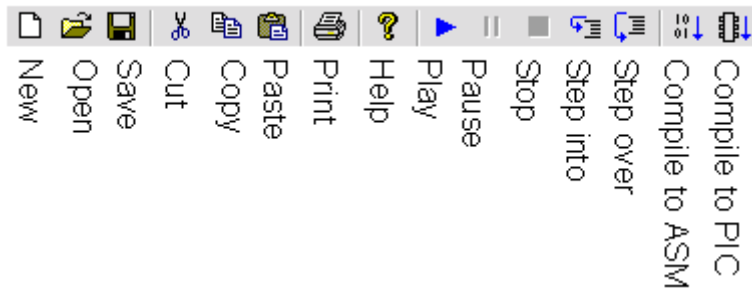 New
Open
Save
Cut
Copy
Paste
Print
Help
Play
Pause
Stop
Step into
Step over
Compile to ASM
Compile to PIC